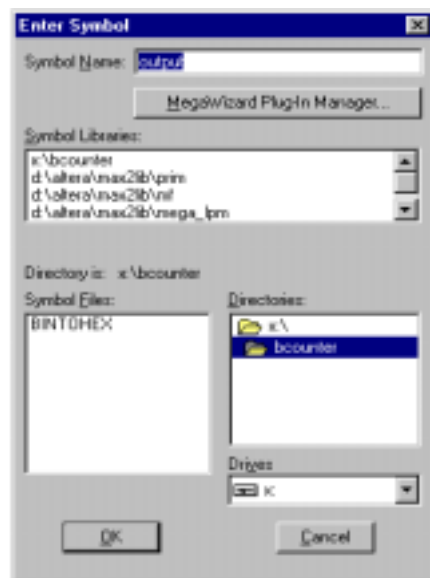 Enter Symbol
Symbol Name: output
MegaWizard Plug-In Manager...
Symbol Libraries:
x:\bcounter
d:\altera\max2lib\prim
d:\altera\max2lib\mf
d:\altera\max2lib\mega_lpm
Directory is: x:\bcounter
Symbol Files:
BINTOHEX
Directories:
x:\
bcounter
Drives
x:
OK
Cancel